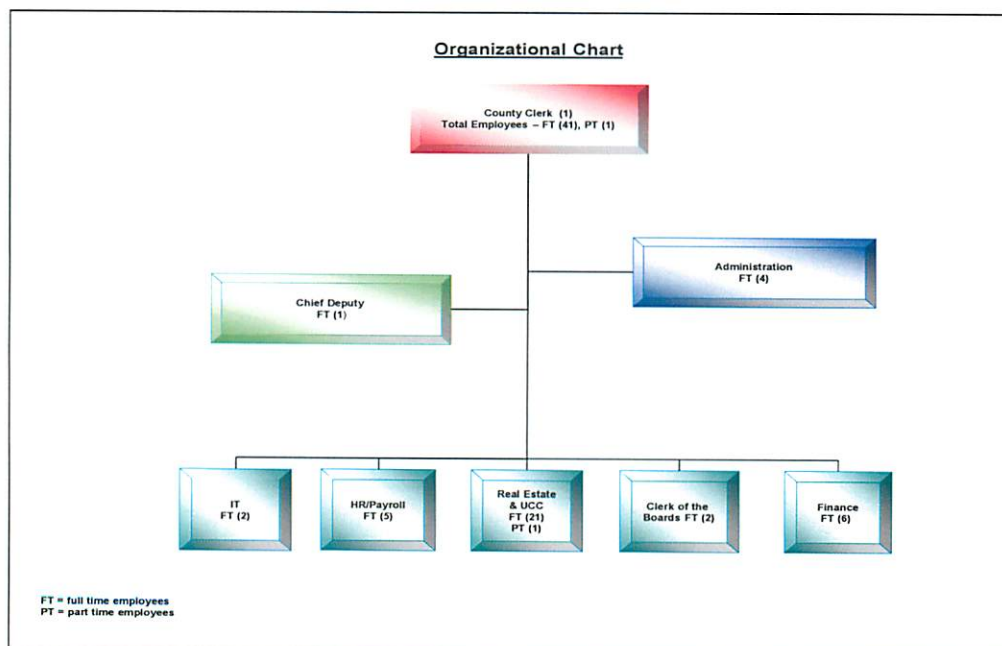 Organizational Chart
County Clerk (1)
Total Employees – FT (41), PT (1)
Administration
FT (4)
Chief Deputy
FT (1)
IT
FT (2)
HR/Payroll
FT (5)
Real Estate
& UCC
FT (21)
PT (1)
Clerk of the
Boards FT (2)
Finance
FT (6)
FT = full time employees
PT = part time employees